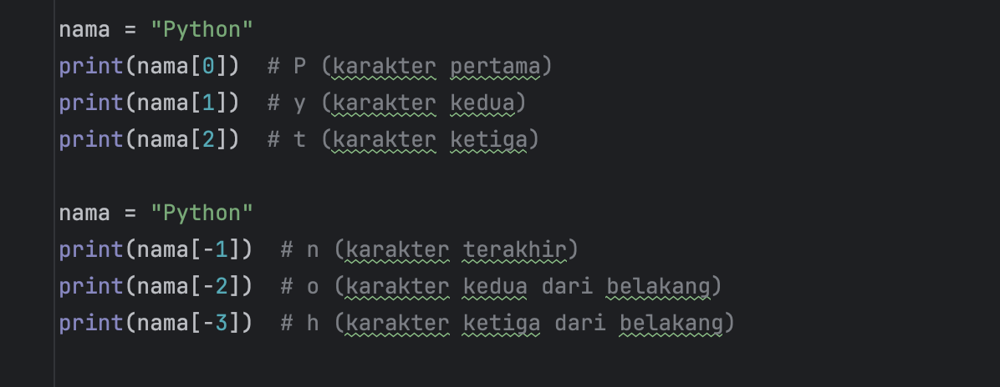 nama = "Python"
print(nama[0])  # P (karakter pertama)
print(nama[1])  # y (karakter kedua)
print(nama[2])  # t (karakter ketiga)
nama = "Python"
print(nama[-1])  # n (karakter terakhir)
print(nama[-2])  # o (karakter kedua dari belakang)
print(nama[-3])  # h (karakter ketiga dari belakang)